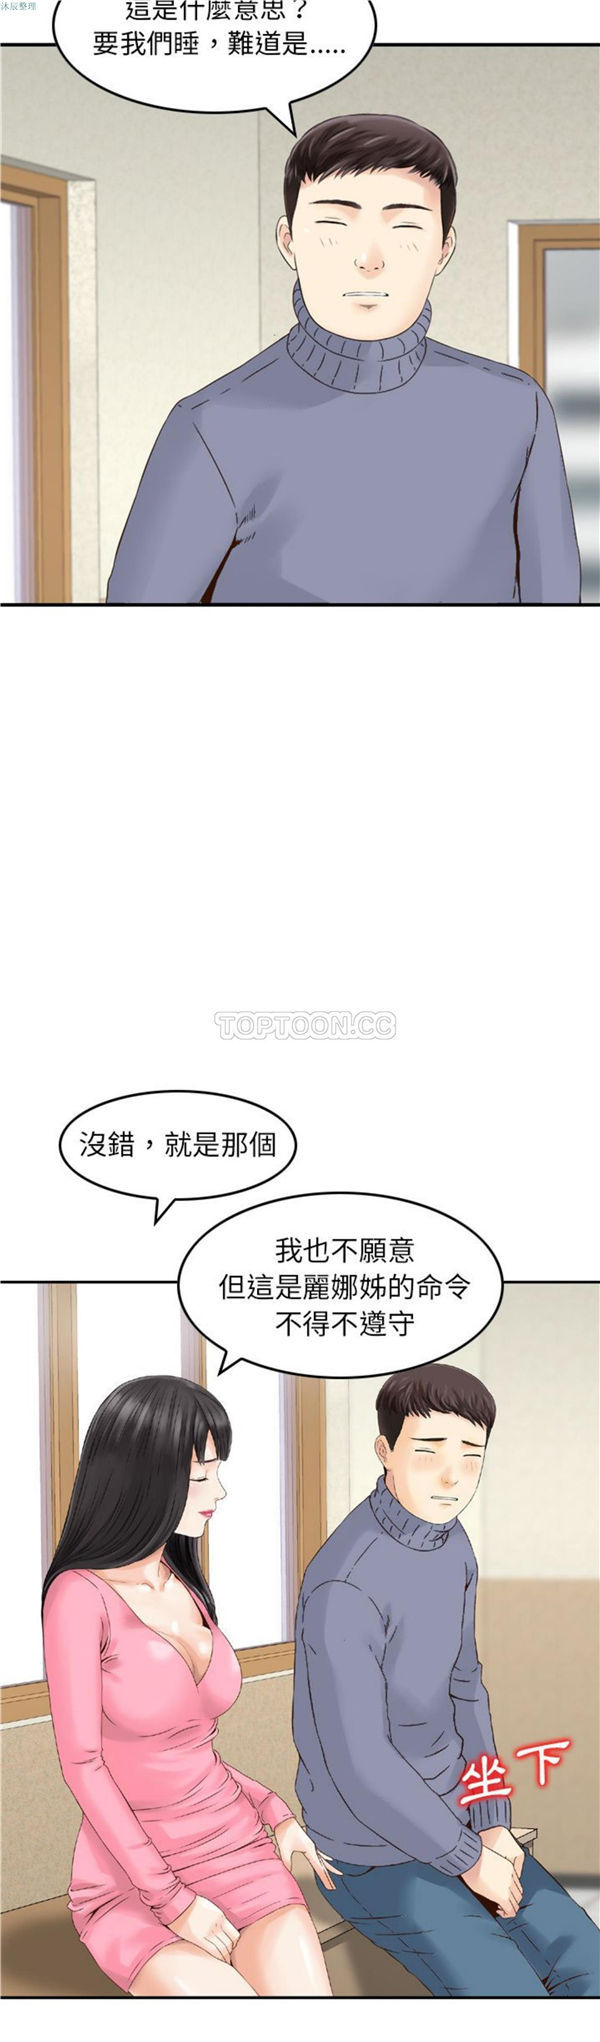 沐辰整理
這是什麼意思？
要我們睡，難道是.....
TOPTOON.CC
沒錯，就是那個
我也不願意
但這是麗娜姊的命令
不得不遵守
坐下